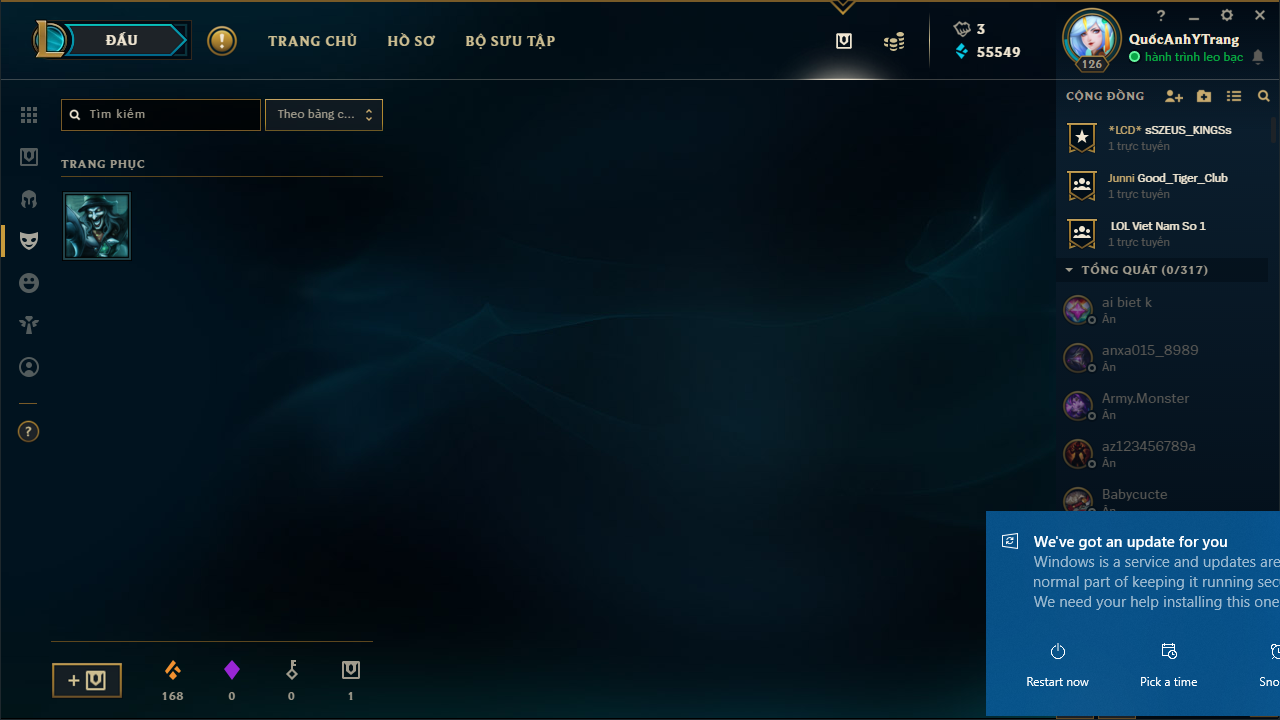 ĐẤU
TRANG CHỦ
HỒ SƠ
BỘ SƯU TẬP
3
55549
?
126
QuốcAnhYTrang
hành trình leo bạc
Tìm kiếm
Theo bảng c...
TRANG PHỤC
?
168
0
0
1
CỘNG ĐỒNG
*LCD* sSZEUS_KINGSs
1 trực tuyến
Junni Good_Tiger_Club
1 trực tuyến
LOL Viet Nam So 1
1 trực tuyến
TỔNG QUÁT (0/317)
ai biet k
Ẩn
anxa015_8989
Ẩn
Army.Monster
Ẩn
az123456789a
Ẩn
Babycucte
We've got an update for you
Windows is a service and updates are
normal part of keeping it running sec
We need your help installing this one
Restart now
Pick a time
Sno